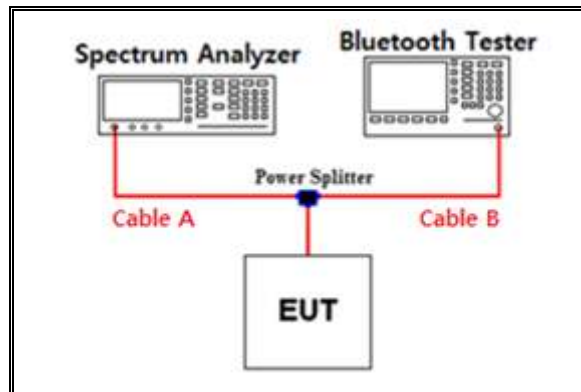 Spectrum Analyzer
Bluetooth Tester
Power Splitter
Cable A
Cable B
EUT